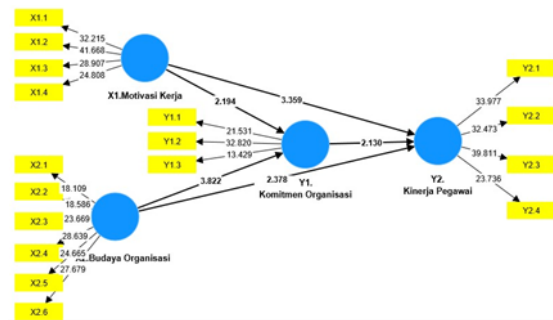 X1.1
X1.2
X1.3
X1.4
32.215
41.668
28.907
24.808
X1.Motivasi Kerja
2.194
3.359
Y1.1
Y1.2
Y1.3
21.531
32.820
13.429
Y1.
Komitmen Organisasi
2.130
Y2.1
Y2.2
Y2.3
Y2.4
33.977
32.473
39.811
23.736
Y2.
Kinerja Pegawai
X2.1
X2.2
X2.3
X2.4
X2.5
X2.6
18.109
18.586
23.669
28.639
24.665
27.679
3.822
2.378
Budaya Organisasi